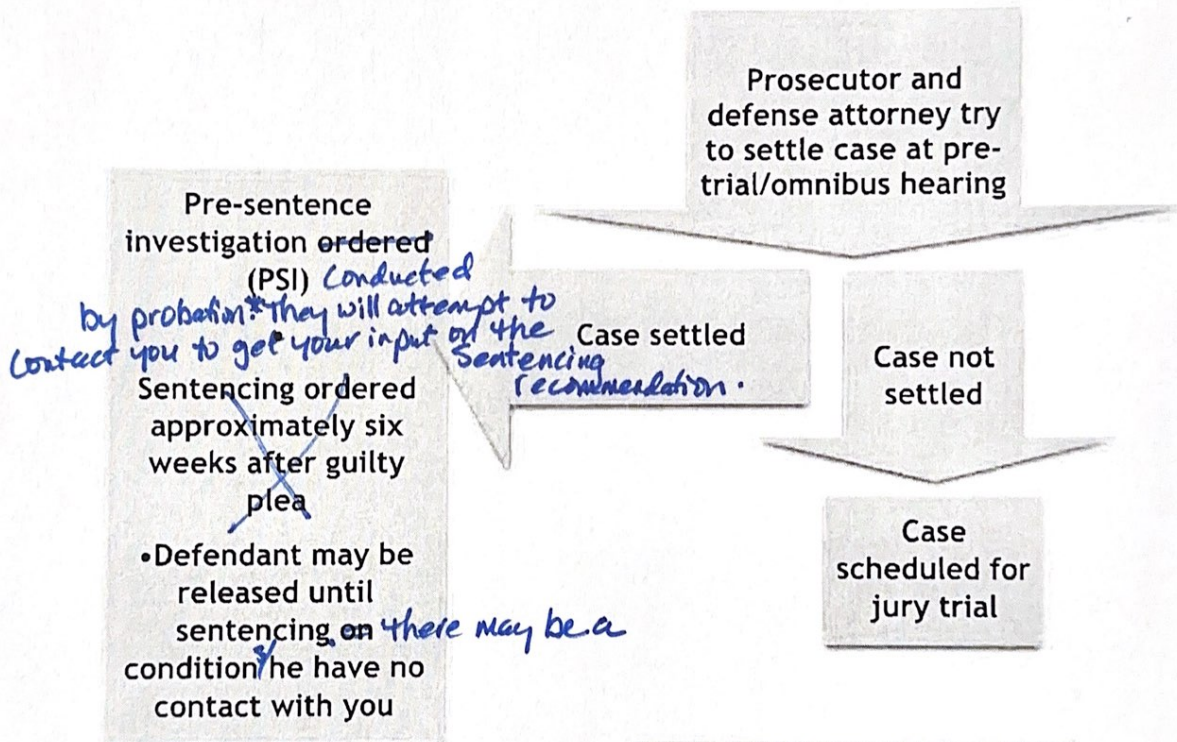 Prosecutor and
defense attorney try
to settle case at pre-
trial/omnibus hearing
Pre-sentence
investigation ordered
(PSI) Conducted
by probation* They will attempt to
contact you to get your input on the
Sentencing
recommendation.
Sentencing ordered
approximately six
weeks after guilty
plea
•Defendant may be
released until
sentencing on there may be a
condition he have no
contact with you
Case settled
Case not
settled
Case
scheduled for
jury trial